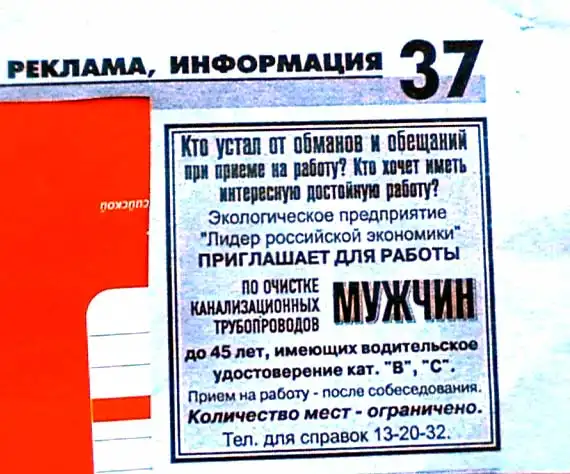 РЕКЛАМА, ИНФОРМАЦИЯ 37
Кто устал от обманов и обещаний
при приеме на работу? Кто хочет иметь
интересную достойную работу?
Экологическое предприятие
"Лидер российской экономики"
ПРИГЛАШАЕТ ДЛЯ РАБОТЫ
ПО ОЧИСТКЕ
КАНАЛИЗАЦИОННЫХ
ТРУБОПРОВОДОВ
МУЖЧИН
до 45 лет, имеющих водительское
удостоверение кат. "В", "С".
Прием на работу - после собеседования.
Количество мест - ограничено.
Тел. для справок 13-20-32.